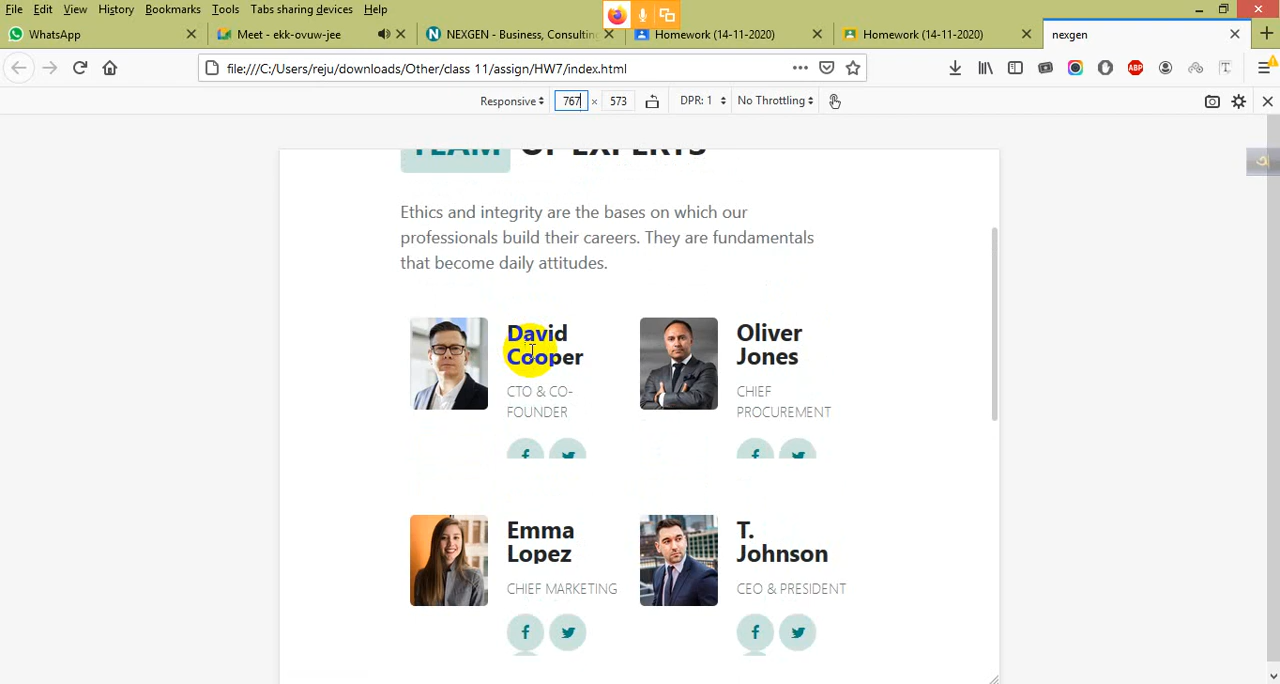 File Edit View History Bookmarks Tools Tabs sharing devices Help
WhatsApp
Meet - ekk-ovuw-jee
NEXGEN - Business, Consulting
Homework (14-11-2020)
Homework (14-11-2020)
nexgen
file:///C:/Users/reju/downloads/Other/class 11/assign/HW7/index.html
ABP
Responsive 767 × 573 DPR: 1 No Throttling
TEAM OF EXPERTS
Ethics and integrity are the bases on which our
professionals build their careers. They are fundamentals
that become daily attitudes.
David
Cooper
CTO & CO-
FOUNDER
Oliver
Jones
CHIEF
PROCUREMENT
Emma
Lopez
CHIEF MARKETING
T.
Johnson
CEO & PRESIDENT